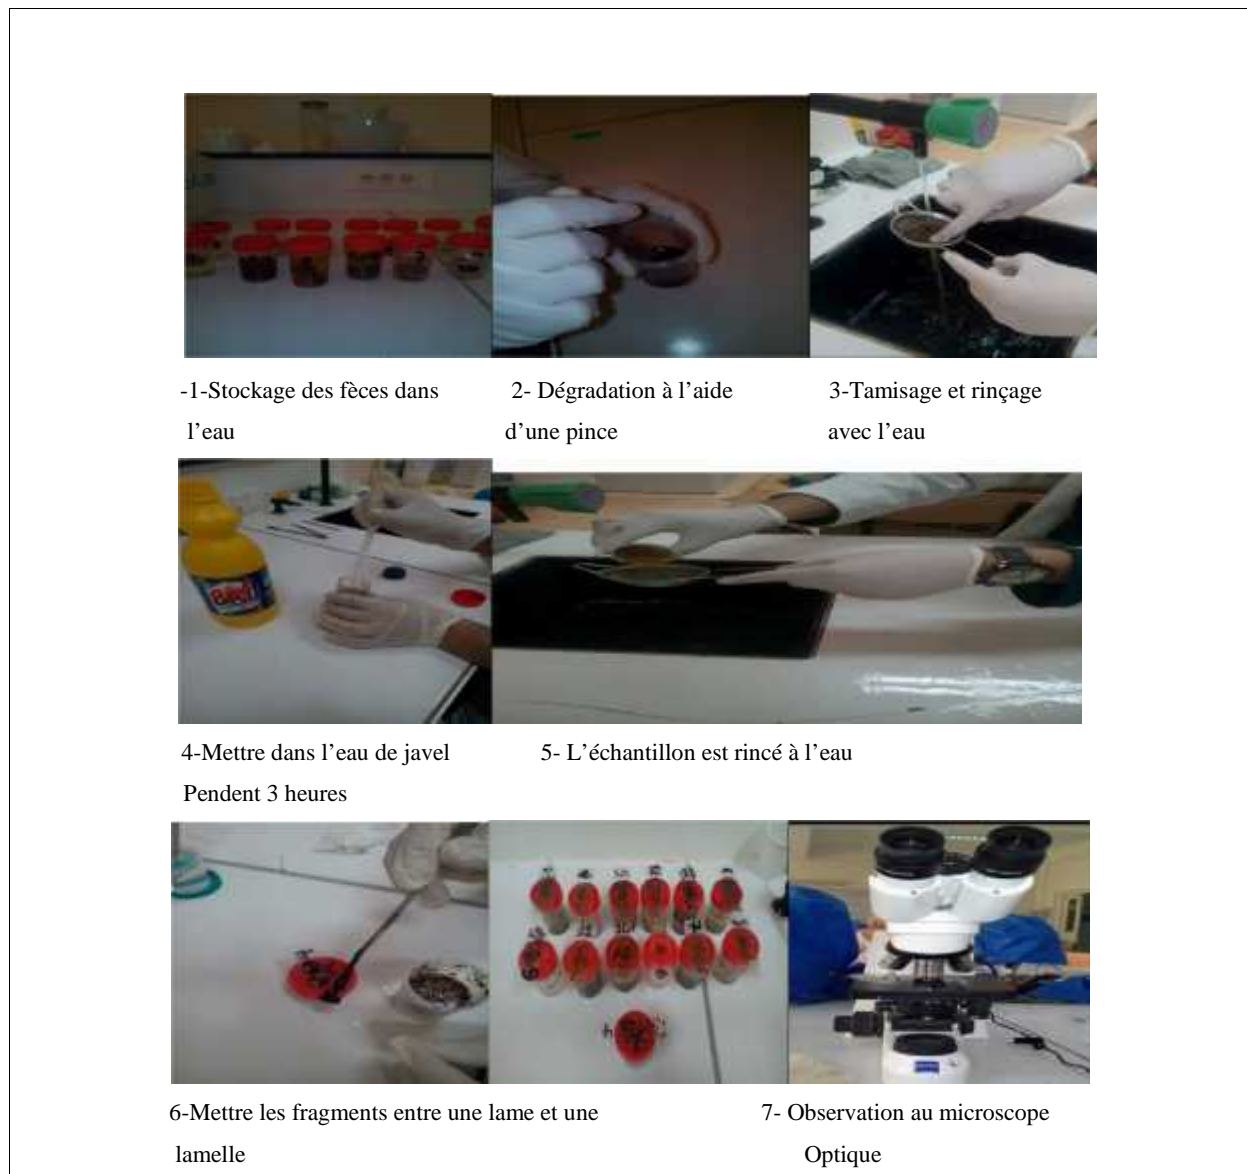 -1-Stockage des fèces dans
l’eau
2- Dégradation à l’aide
d’une pince
3-Tamisage et rinçage
avec l’eau
4-Mettre dans l’eau de javel
Pendent 3 heures
5- L’échantillon est rincé à l’eau
6-Mettre les fragments entre une lame et une
lamelle
7- Observation au microscope
Optique